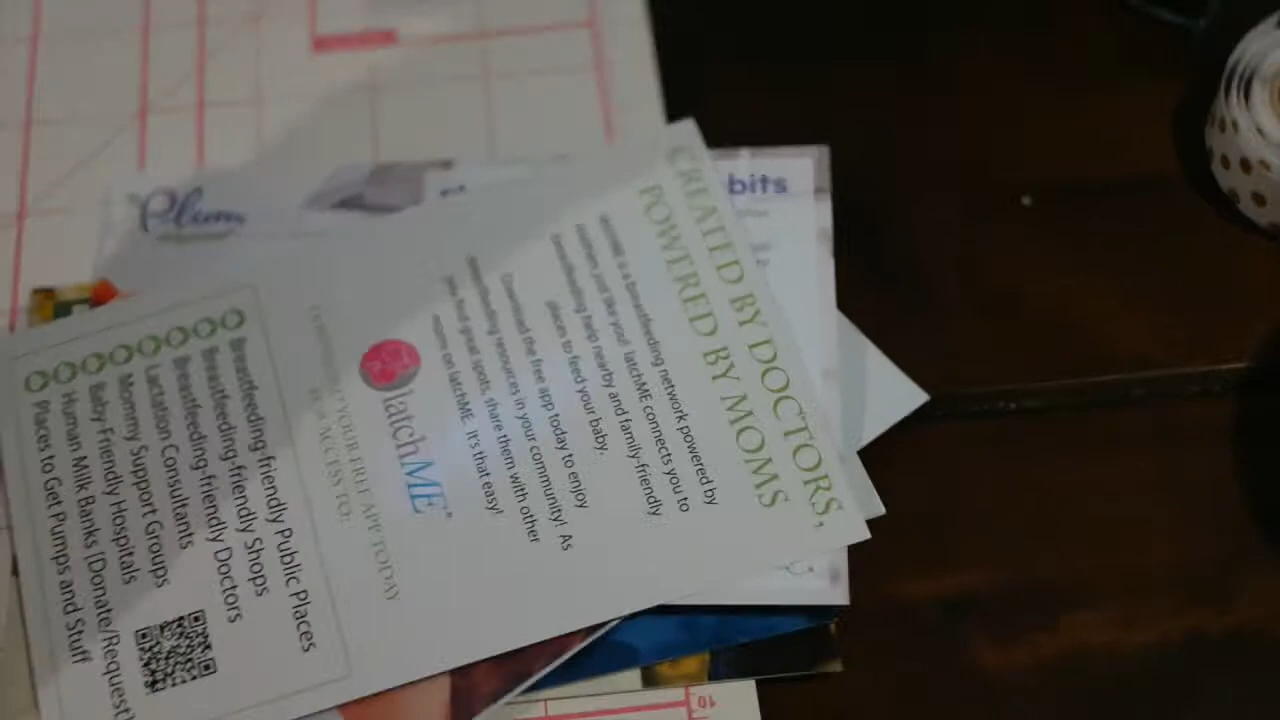 CREATED BY DOCTORS,
POWERED BY MOMS
latchME is a breastfeeding network powered by
mothers just like you! latchME connects you to
breastfeeding help nearby and family-friendly
places to feed your baby.
Download the free app today to enjoy
breastfeeding resources in your community! As
you find great spots, share them with other
moms on latchME. It's that easy!
latchME
YOUR FREE APP TODAY
ACCESS TO:
Breastfeeding-friendly Public Places
Breastfeeding-friendly Shops
Breastfeeding-friendly Doctors
Lactation Consultants
Mommy Support Groups
Baby-Friendly Hospitals
Human Milk Banks [Donate/Request]
Places to Get Pumps and Stuff
Plum
bits
10